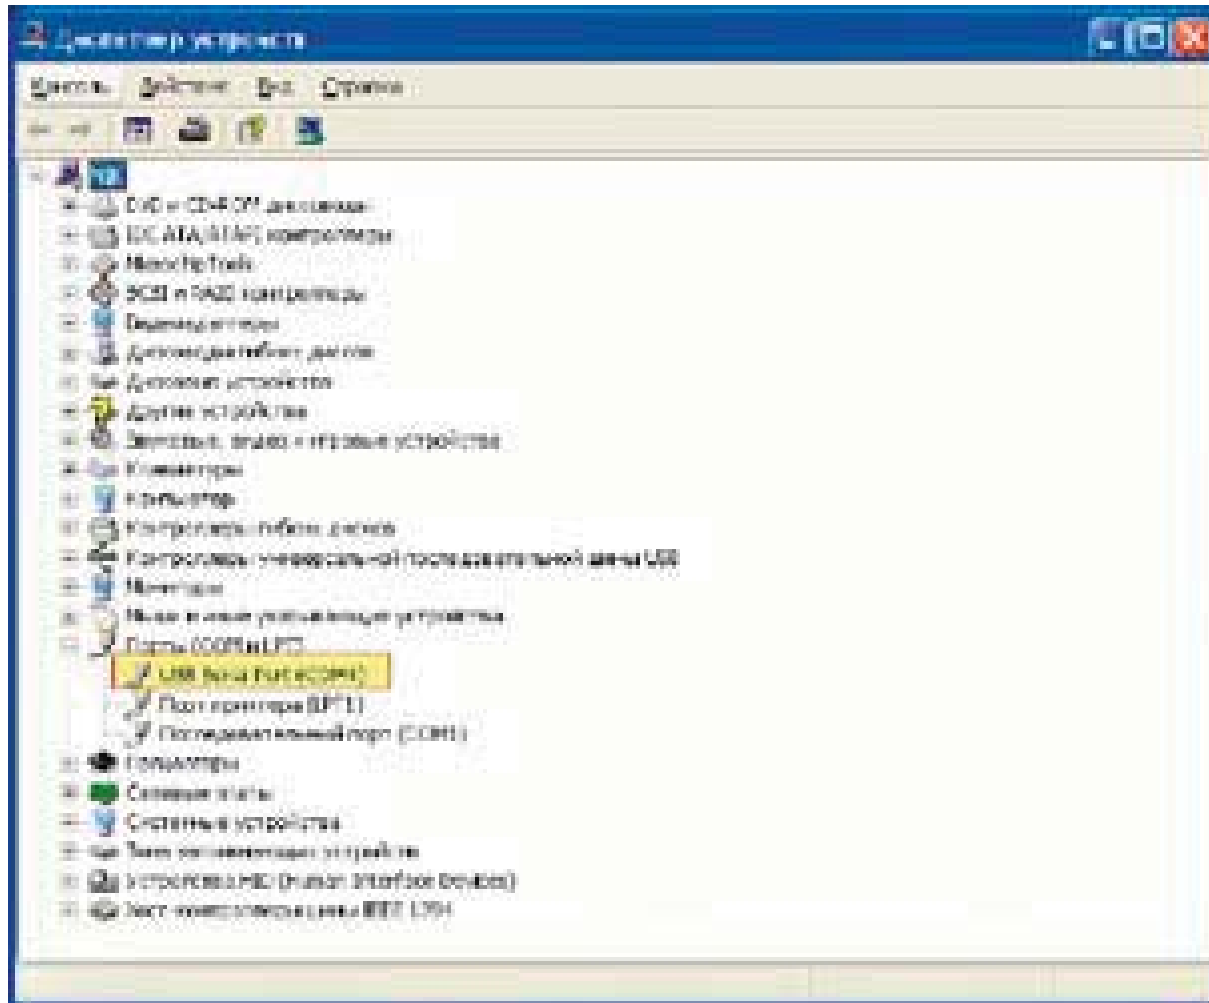 Диспетчер устройств
Консоль Действие Вид Справка
DVD и CD-ROM дисководы
IDE ATA/ATAPI контроллеры
Microchip Tools
SCSI и RAID контроллеры
Видеоадаптеры
Дисководы гибких дисков
Дисковые устройства
Другие устройства
Звуковые, видео и игровые устройства
Клавиатуры
Компьютер
Контроллеры гибких дисков
Контроллеры универсальной последовательной шины USB
Мониторы
Мыши и иные указывающие устройства
Порты (COM и LPT)
USB Serial Port
Порт принтера (LPT1)
Последовательный порт (COM1)
Процессоры
Сетевые платы
Системные устройства
Тома запоминающих устройств
Устройства HID (Human Interface Devices)
Хост-контроллеры шины IEEE 1394